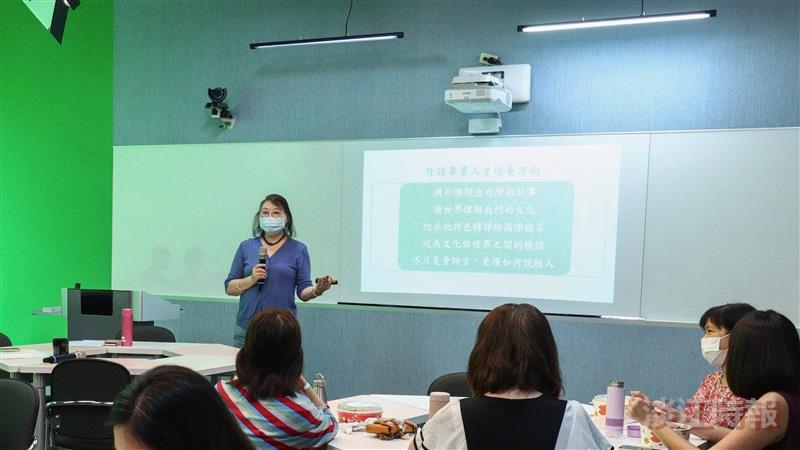 外語專業人才培養方向
用外語說出台灣的故事
讓世界理解我們的文化
把在地特色轉譯給國際觀眾
成為文化與世界之間的橋樑
不只是會語言，更懂如何說動人
淡江時報